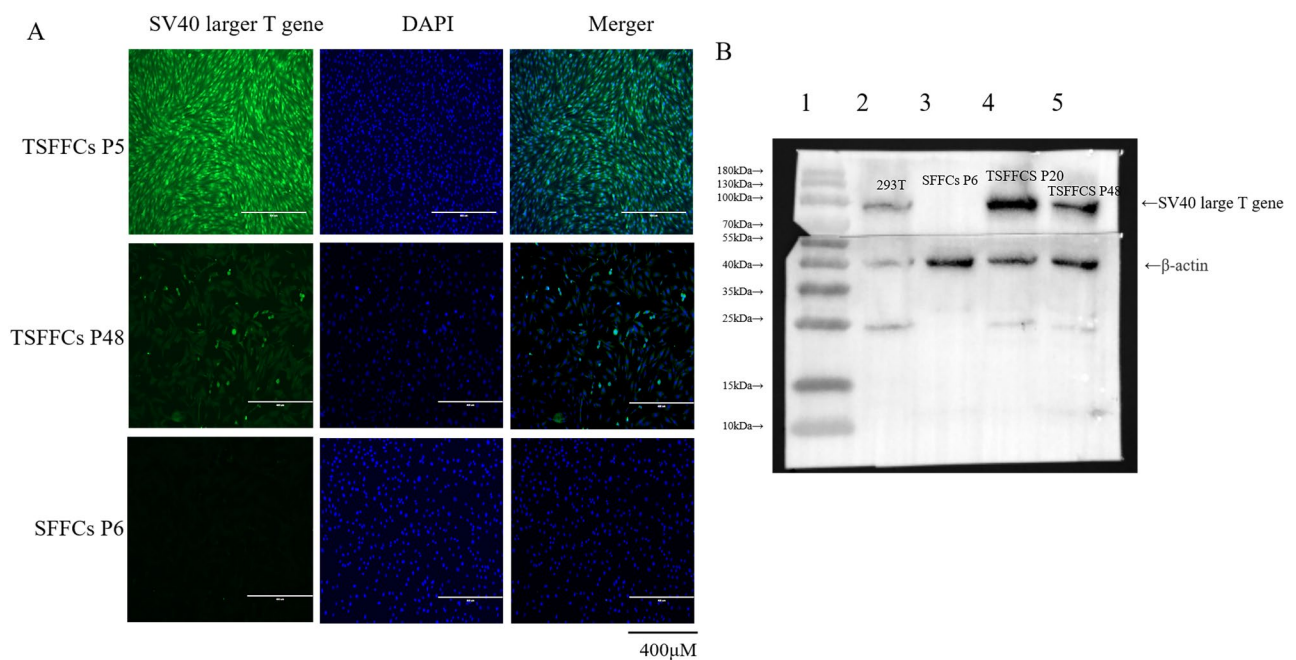 A
SV40 larger T gene
DAPI
Merger
TSFFCs P5
TSFFCs P48
SFFCs P6
400μM
B
1 2 3 4 5
180kDa→
130kDa→
100kDa→
70kDa→
55kDa→
40kDa→
35kDa→
25kDa→
15kDa→
10kDa→
293T
SFFCs P6
TSFFCS P20
TSFFCS P48
←SV40 large T gene
←β-actin